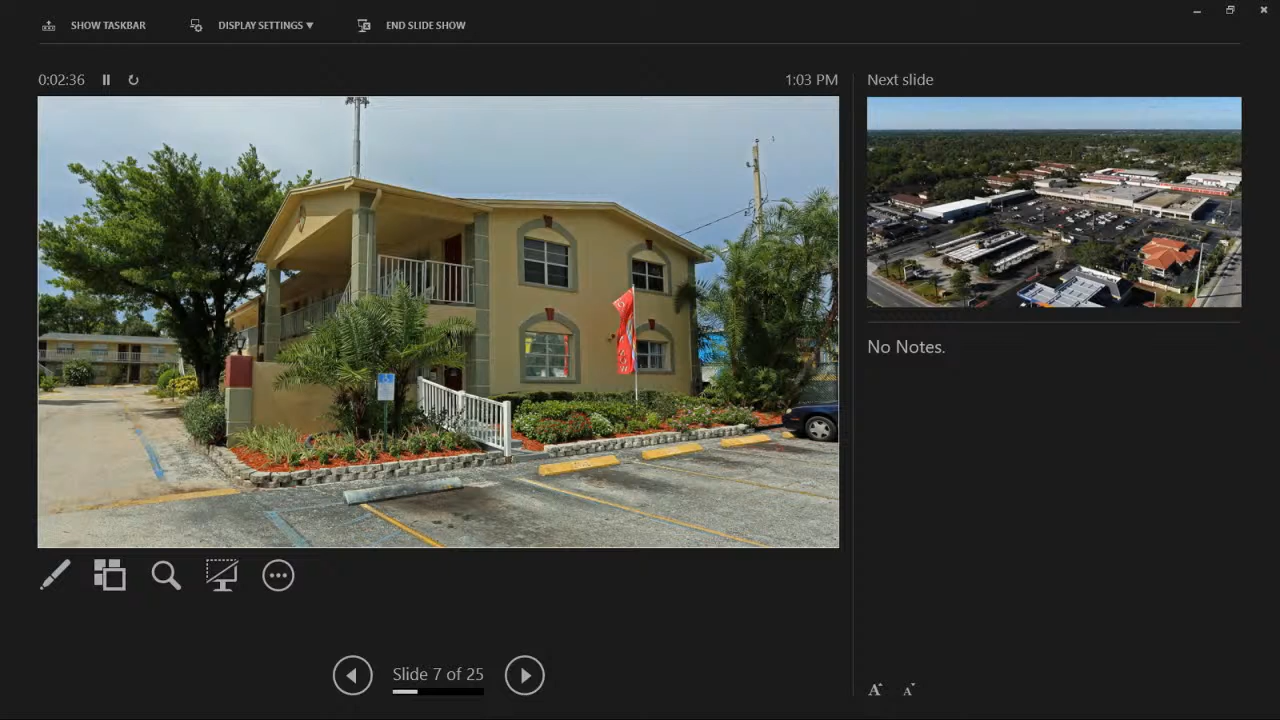 SHOW TASKBAR
DISPLAY SETTINGS ▼
END SLIDE SHOW
0:02:36
1:03 PM
Next slide
No Notes.
Slide 7 of 25
A A